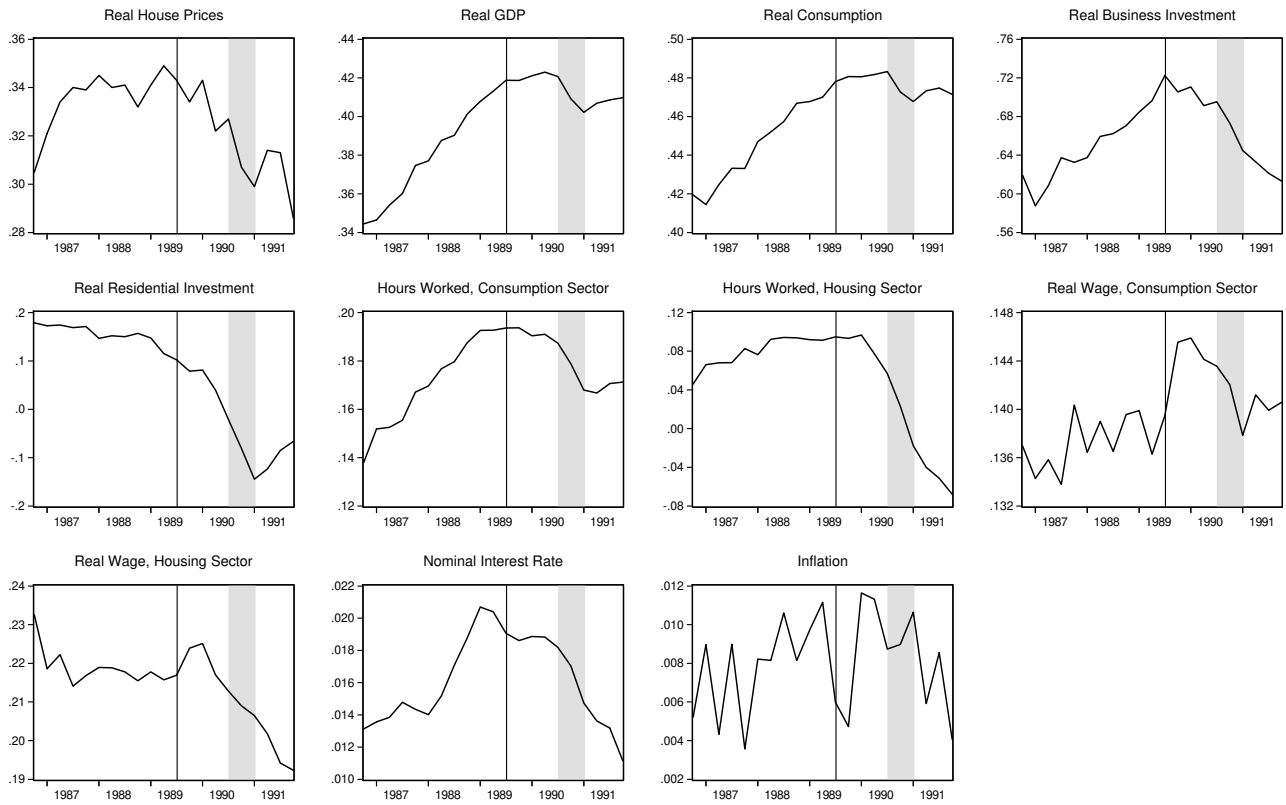 Real House Prices
.36
.34
.32
.30
.28
1987 1988 1989 1990 1991
Real GDP
.44
.42
.40
.38
.36
.34
1987 1988 1989 1990 1991
Real Consumption
.50
.48
.46
.44
.42
.40
1987 1988 1989 1990 1991
Real Business Investment
.76
.72
.68
.64
.60
.56
1987 1988 1989 1990 1991
Real Residential Investment
.2
.1
.0
-.1
-.2
1987 1988 1989 1990 1991
Hours Worked, Consumption Sector
.20
.18
.16
.14
.12
1987 1988 1989 1990 1991
Hours Worked, Housing Sector
.12
.08
.04
.00
-.04
-.08
1987 1988 1989 1990 1991
Real Wage, Consumption Sector
.148
.144
.140
.136
.132
1987 1988 1989 1990 1991
Real Wage, Housing Sector
.24
.23
.22
.21
.20
.19
1987 1988 1989 1990 1991
Nominal Interest Rate
.022
.020
.018
.016
.014
.012
.010
1987 1988 1989 1990 1991
Inflation
.012
.010
.008
.006
.004
.002
1987 1988 1989 1990 1991